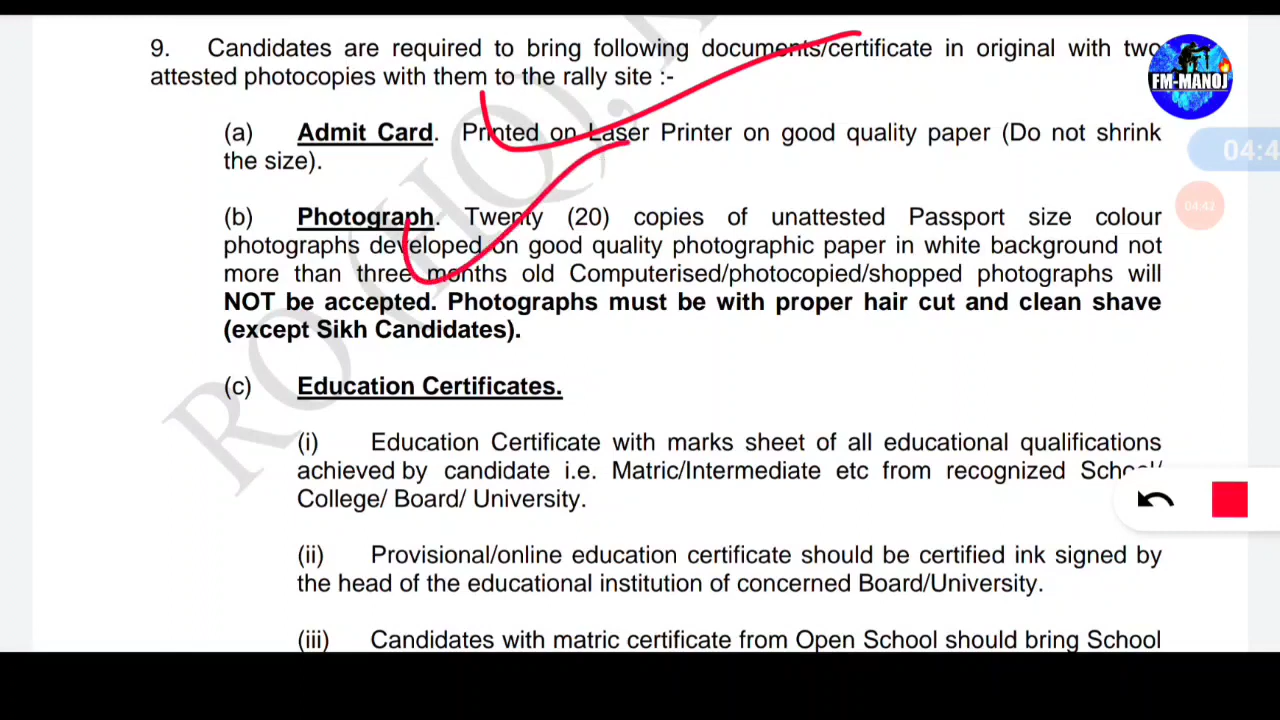 9. Candidates are required to bring following documents/certificate in original with two
attested photocopies with them to the rally site :-
FM-MANOJ
(a) Admit Card. Printed on Laser Printer on good quality paper (Do not shrink
the size).
04:4
(b) Photograph. Twenty (20) copies of unattested Passport size colour
04:42
photographs developed on good quality photographic paper in white background not
more than three months old Computerised/photocopied/shopped photographs will
NOT be accepted. Photographs must be with proper hair cut and clean shave
(except Sikh Candidates).
RO (HQ),
(c) Education Certificates.
(i) Education Certificate with marks sheet of all educational qualifications
achieved by candidate i.e. Matric/Intermediate etc from recognized School/
College/ Board/ University.
(ii) Provisional/online education certificate should be certified ink signed by
the head of the educational institution of concerned Board/University.
(iii) Candidates with matric certificate from Open School should bring School